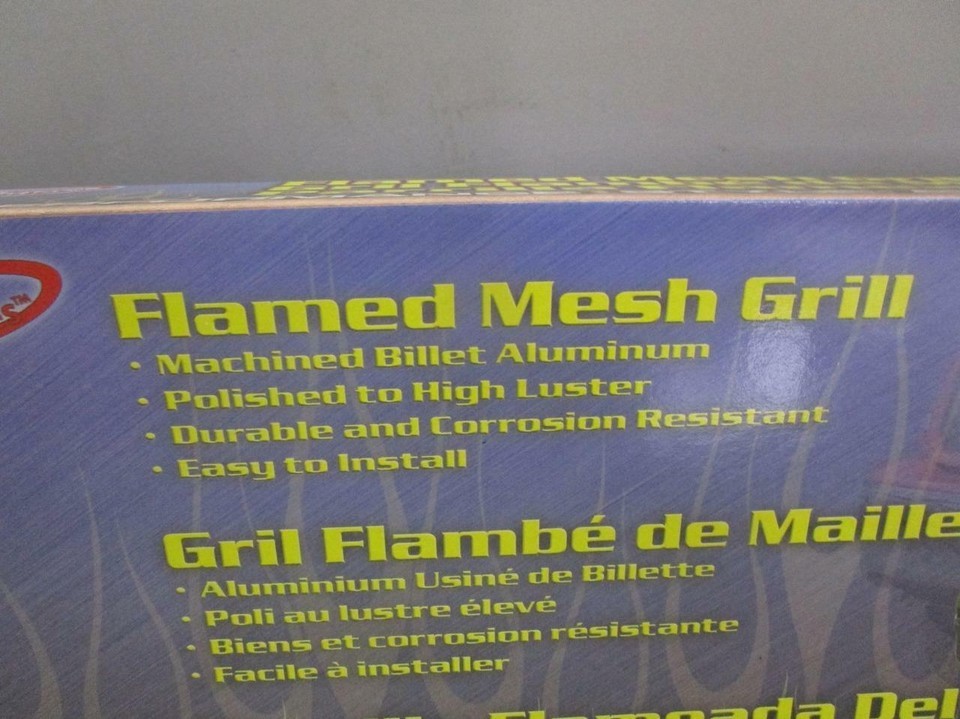 Flamed Mesh Grill
• Machined Billet Aluminum
• Polished to High Luster
• Durable and Corrosion Resistant
• Easy to Install
Gril Flambé de Maille
• Aluminium Usiné de Billette
• Poli au lustre élevé
• Biens et corrosion résistante
• Facile à installer